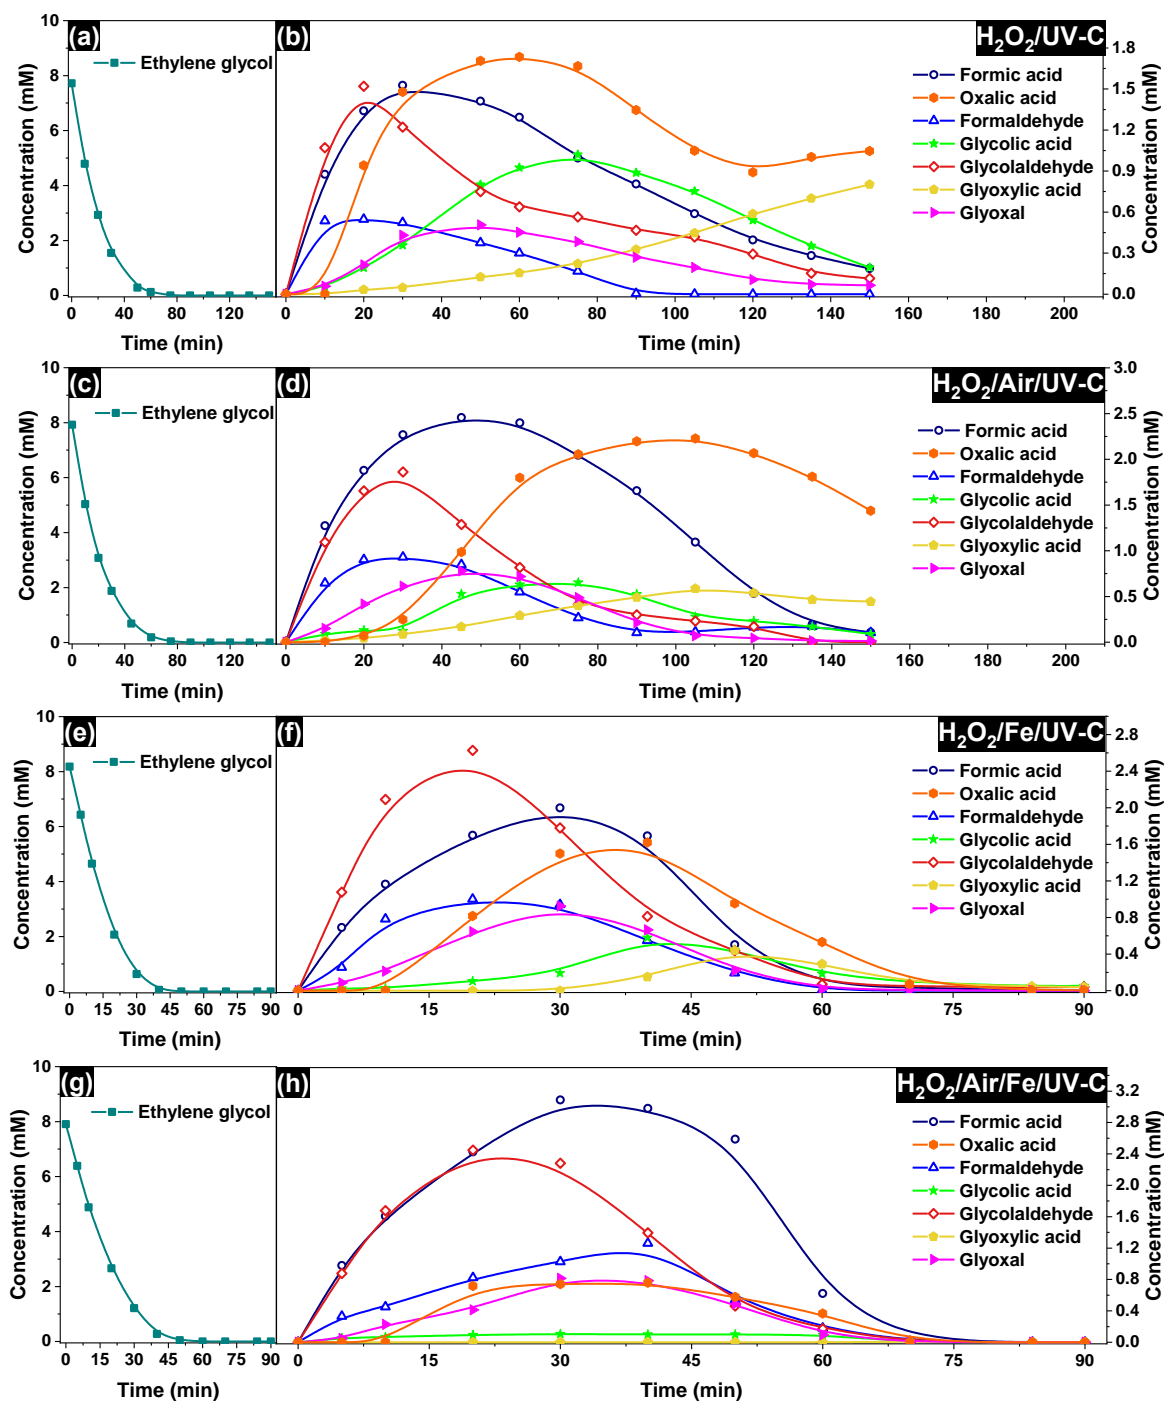 (a)
Ethylene glycol
Concentration (mM)
10
8
6
4
2
0
0 40 80 120
Time (min)
(b)
H₂O₂/UV-C
Formic acid
Oxalic acid
Formaldehyde
Glycolic acid
Glycolaldehyde
Glyoxylic acid
Glyoxal
Concentration (mM)
1.8
1.5
1.2
0.9
0.6
0.3
0.0
0 20 40 60 80 100 120 140 160 180 200
Time (min)
(c)
Ethylene glycol
Concentration (mM)
10
8
6
4
2
0
0 40 80 120
Time (min)
(d)
H₂O₂/Air/UV-C
Formic acid
Oxalic acid
Formaldehyde
Glycolic acid
Glycolaldehyde
Glyoxylic acid
Glyoxal
Concentration (mM)
3.0
2.5
2.0
1.5
1.0
0.5
0.0
0 20 40 60 80 100 120 140 160 180 200
Time (min)
(e)
Ethylene glycol
Concentration (mM)
10
8
6
4
2
0
0 15 30 45 60 75 90
Time (min)
(f)
H₂O₂/Fe/UV-C
Formic acid
Oxalic acid
Formaldehyde
Glycolic acid
Glycolaldehyde
Glyoxylic acid
Glyoxal
Concentration (mM)
2.8
2.4
2.0
1.6
1.2
0.8
0.4
0.0
0 15 30 45 60 75 90
Time (min)
(g)
Ethylene glycol
Concentration (mM)
10
8
6
4
2
0
0 15 30 45 60 75 90
Time (min)
(h)
H₂O₂/Air/Fe/UV-C
Formic acid
Oxalic acid
Formaldehyde
Glycolic acid
Glycolaldehyde
Glyoxylic acid
Glyoxal
Concentration (mM)
3.2
2.8
2.4
2.0
1.6
1.2
0.8
0.4
0.0
0 15 30 45 60 75 90
Time (min)